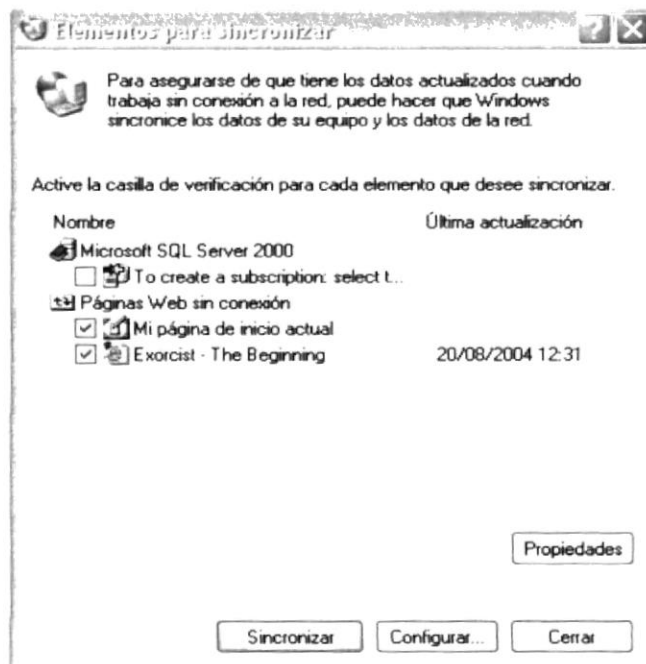 Elementos para sincronizar
Para asegurarse de que tiene los datos actualizados cuando
trabaja sin conexión a la red, puede hacer que Windows
sincronice los datos de su equipo y los datos de la red.
Active la casilla de verificación para cada elemento que desee sincronizar.
Nombre Última actualización
Microsoft SQL Server 2000
To create a subscription: select t...
Páginas Web sin conexión
Mi página de inicio actual
Exorcist - The Beginning 20/08/2004 12:31
Propiedades
Sincronizar Configurar... Cerrar